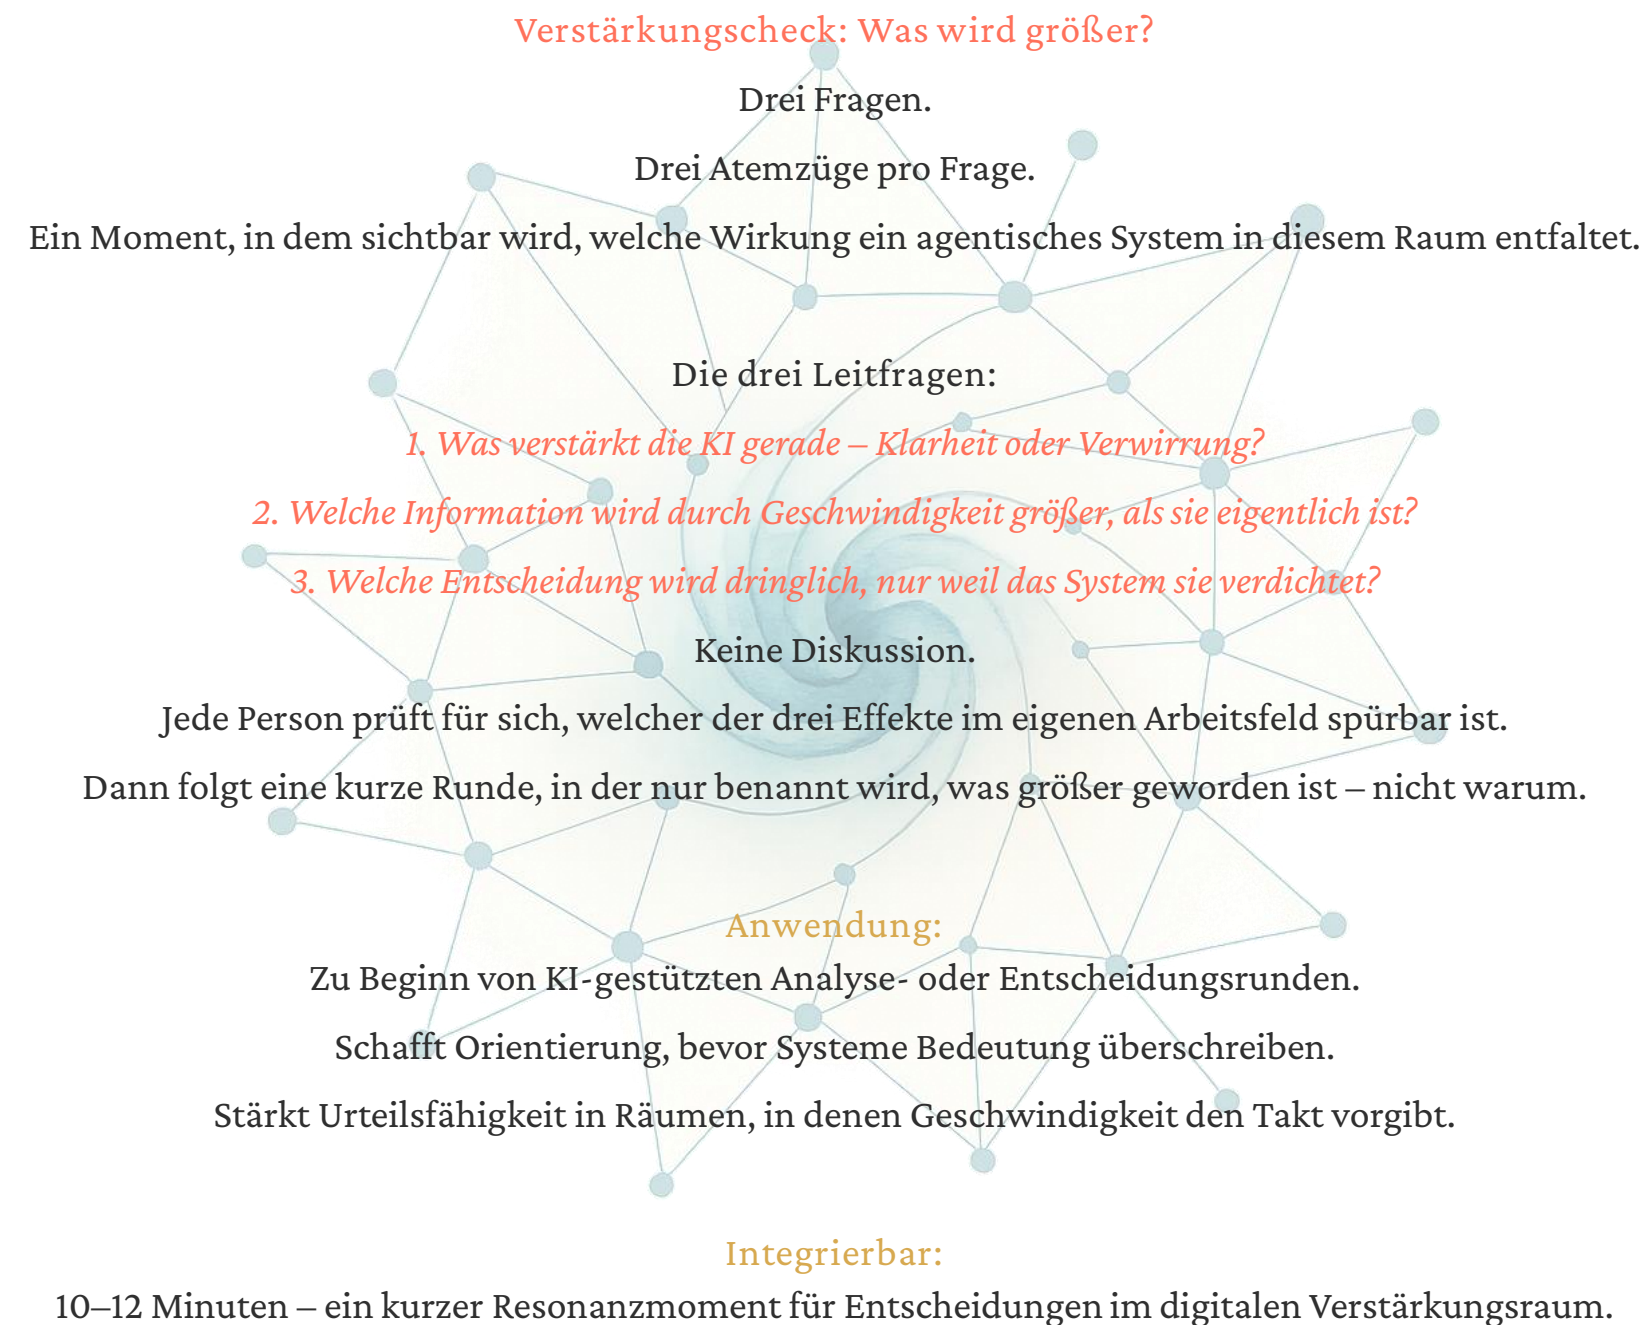 Verstärkungscheck: Was wird größer?
Drei Fragen.
Drei Atemzüge pro Frage.
Ein Moment, in dem sichtbar wird, welche Wirkung ein agentisches System in diesem Raum entfaltet.
Die drei Leitfragen:
1. Was verstärkt die KI gerade – Klarheit oder Verwirrung?
2. Welche Information wird durch Geschwindigkeit größer, als sie eigentlich ist?
3. Welche Entscheidung wird dringlich, nur weil das System sie verdichtet?
Keine Diskussion.
Jede Person prüft für sich, welcher der drei Effekte im eigenen Arbeitsfeld spürbar ist.
Dann folgt eine kurze Runde, in der nur benannt wird, was größer geworden ist – nicht warum.
Anwendung:
Zu Beginn von KI-gestützten Analyse- oder Entscheidungsrunden.
Schafft Orientierung, bevor Systeme Bedeutung überschreiben.
Stärkt Urteilsfähigkeit in Räumen, in denen Geschwindigkeit den Takt vorgibt.
Integrierbar:
10–12 Minuten – ein kurzer Resonanzmoment für Entscheidungen im digitalen Verstärkungsraum.